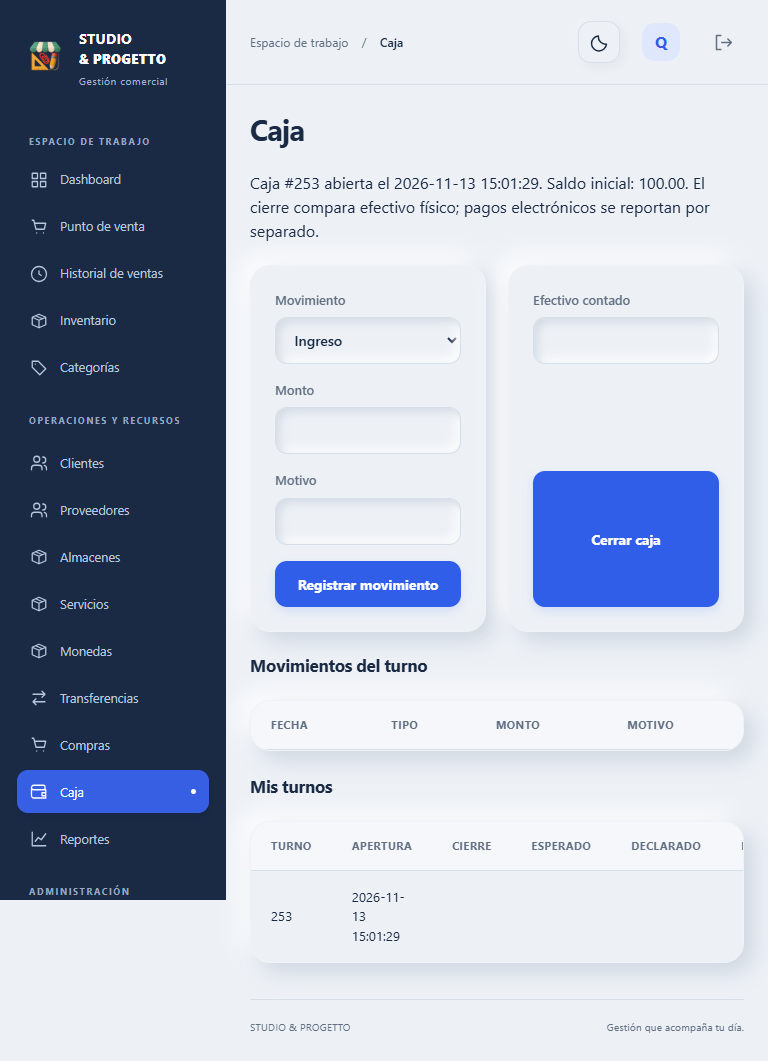 STUDIO
& PROGETTO
Gestión comercial
ESPACIO DE TRABAJO
Dashboard
Punto de venta
Historial de ventas
Inventario
Categorías
OPERACIONES Y RECURSOS
Clientes
Proveedores
Almacenes
Servicios
Monedas
Transferencias
Compras
Caja
Reportes
ADMINISTRACIÓN
Espacio de trabajo / Caja
Q
Caja
Caja #253 abierta el 2026-11-13 15:01:29. Saldo inicial: 100.00. El
cierre compara efectivo físico; pagos electrónicos se reportan por
separado.
Movimiento
Ingreso
Monto
Motivo
Registrar movimiento
Efectivo contado
Cerrar caja
Movimientos del turno
FECHA TIPO MONTO MOTIVO
Mis turnos
TURNO APERTURA CIERRE ESPERADO DECLARADO
253 2026-11-
13
15:01:29
STUDIO & PROGETTO
Gestión que acompaña tu día.